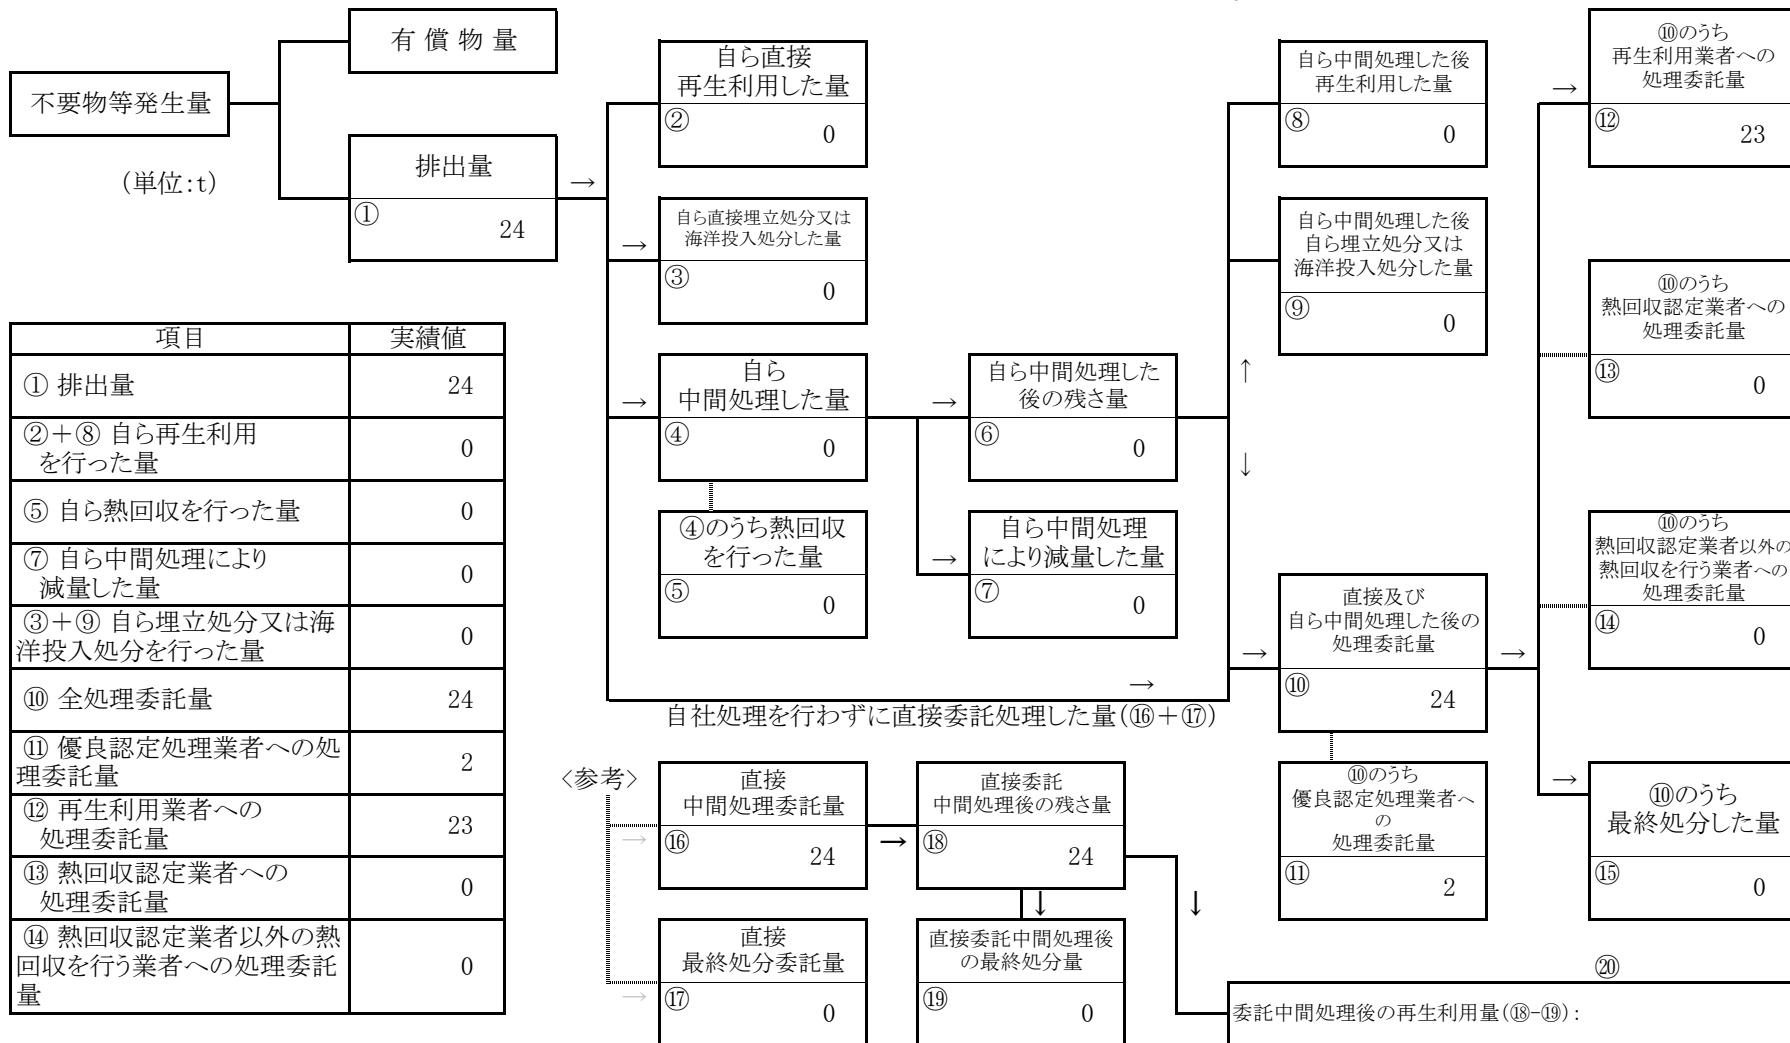 不要物等発生量
(単位:t)
有 償 物 量
排出量
①
24
→
自ら直接
再生利用した量
②
0
→
自ら直接埋立処分又は
海洋投入処分した量
③
0
→
自ら
中間処理した量
④
0
④のうち熱回収
を行った量
⑤
0
→
自ら中間処理した
後の残さ量
⑥
0
→
自ら中間処理
により減量した量
⑦
0
↑
↓
自ら中間処理した後
再生利用した量
⑧
0
自ら中間処理した後
自ら埋立処分又は
海洋投入処分した量
⑨
0
→
自社処理を行わずに直接委託処理した量(⑯+⑰)
→
直接及び
自ら中間処理した後の
処理委託量
⑩
24
⑩のうち
優良認定処理業者へ
の
処理委託量
⑪
2
→
→
⑩のうち
再生利用業者への
処理委託量
⑫
23
⑩のうち
熱回収認定業者への
処理委託量
⑬
0
⑩のうち
熱回収認定業者以外の
熱回収を行う業者への
処理委託量
⑭
0
→
⑩のうち
最終処分した量
⑮
0
項目 実績値
① 排出量 24
②+⑧ 自ら再生利用
を行った量 0
⑤ 自ら熱回収を行った量 0
⑦ 自ら中間処理により
減量した量 0
③+⑨ 自ら埋立処分又は海
洋投入処分を行った量 0
⑩ 全処理委託量 24
⑪ 優良認定処理業者への処
理委託量 2
⑫ 再生利用業者への
処理委託量 23
⑬ 熱回収認定業者への
処理委託量 0
⑭ 熱回収認定業者以外の熱
回収を行う業者への処理委託
量 0
<参考>
→
直接
中間処理委託量
⑯
24
→
直接委託
中間処理後の残さ量
⑱
24
→
直接
最終処分委託量
⑰
0
↓
直接委託中間処理後
の最終処分量
⑲
0
↓
⑳
委託中間処理後の再生利用量(⑱-⑲):